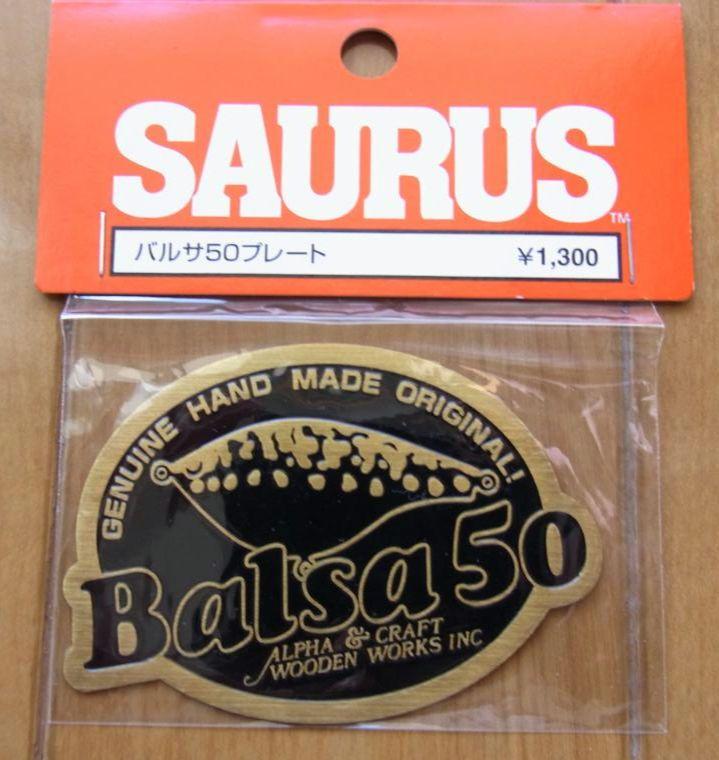 SAURUS
TM
バルサ50プレート ¥1,300
GENUINE HAND MADE ORIGINAL!
Balsa50
ALPHA & CRAFT
WOODEN WORKS INC